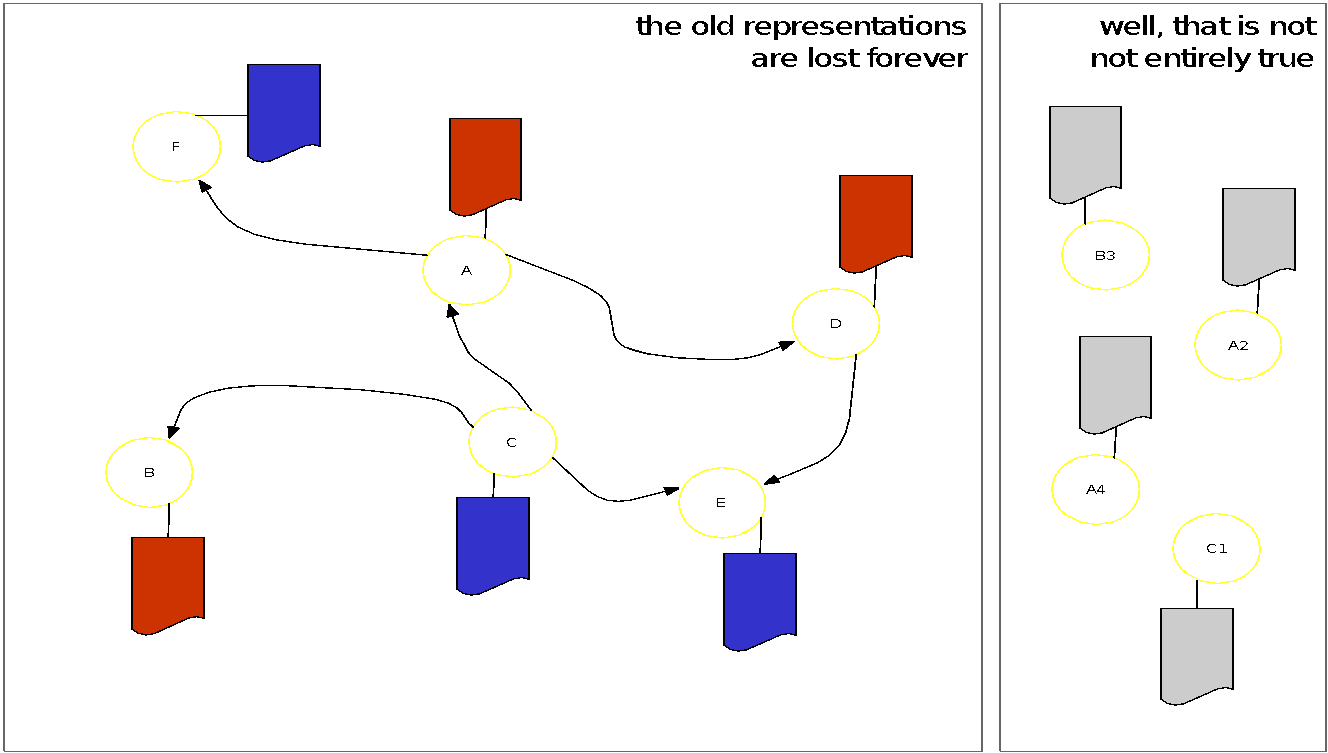 the old representations
are lost forever
F
A
D
B
C
E
well, that is not
not entirely true
B3
A2
A4
C1